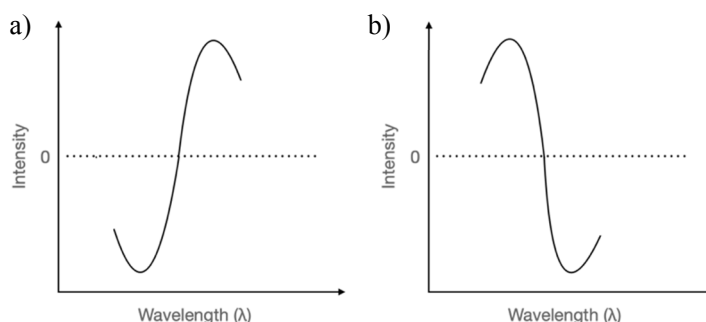 a)
Intensity
0
Wavelength (λ)
b)
Intensity
0
Wavelength (λ)